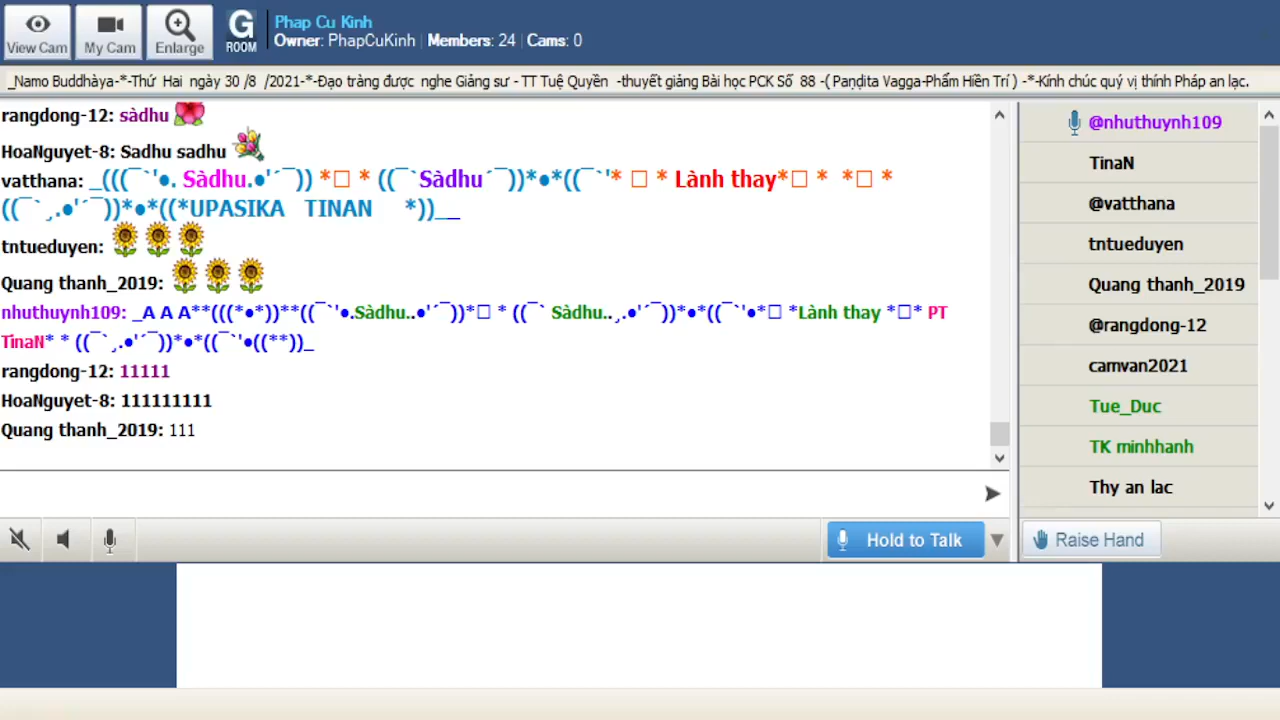 View Cam
My Cam
Enlarge
G
ROOM
Phap Cu Kinh
Owner: PhapCuKinh | Members: 24 | Cams: 0
_Namo Buddhàya-*-Thứ Hai ngày 30 /8 /2021-*-Đạo tràng được nghe Giảng sư - TT Tuệ Quyền -thuyết giảng Bài học PCK Số 88 -( Paṇḍita Vagga-Phẩm Hiền Trí ) -*-Kính chúc quý vị thính Pháp an lạc.
rangdong-12: sàdhu
HoaNguyet-8: Sadhu sadhu
vatthana: _(((¯`'●. Sàdhu.●'´¯)) *□ * ((¯`Sàdhu´¯))*●*((¯`'* □ * Lành thay*□ * *□ *
((¯`¸.●'´¯))*●*((*UPASIKA TINAN *))__
tntueduyen:
Quang thanh_2019:
nhuthuynh109: _A A A**(((*●*))**((¯`'●.Sàdhu..●'´¯))*□ * ((¯` Sàdhu..¸.●'´¯))*●*((¯`'●*□ *Lành thay *□* PT
TinaN* * ((¯`¸.●'´¯))*●*((¯`'●((**))_
rangdong-12: 11111
HoaNguyet-8: 111111111
Quang thanh_2019: 111
@nhuthuynh109
TinaN
@vatthana
tntueduyen
Quang thanh_2019
@rangdong-12
camvan2021
Tue_Duc
TK minhhanh
Thy an lac
Hold to Talk
Raise Hand